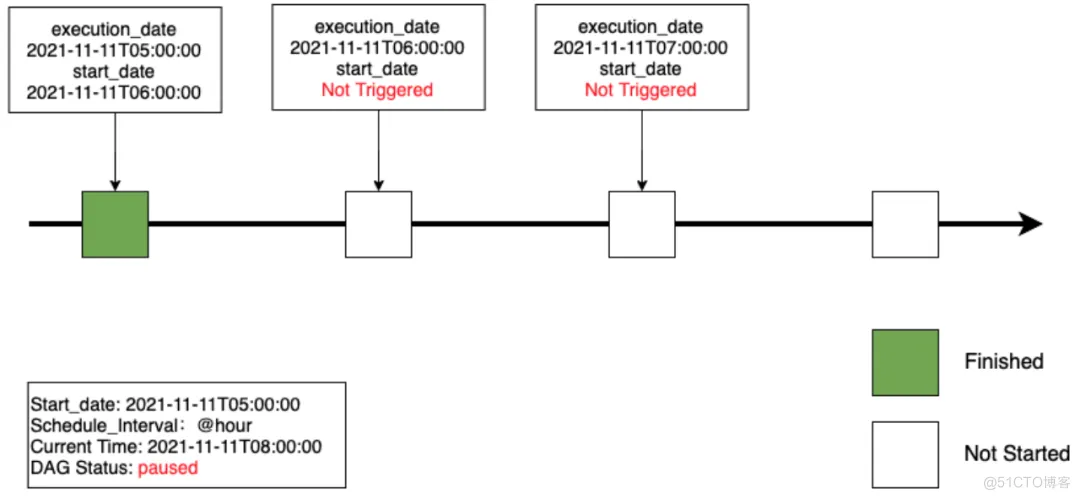 execution_date
2021-11-11T05:00:00
start_date
2021-11-11T06:00:00
execution_date
2021-11-11T06:00:00
start_date
Not Triggered
execution_date
2021-11-11T07:00:00
start_date
Not Triggered
Finished
Start_date: 2021-11-11T05:00:00
Schedule_Interval： @hour
Current Time: 2021-11-11T08:00:00
DAG Status: paused
Not Started
@51CTO博客